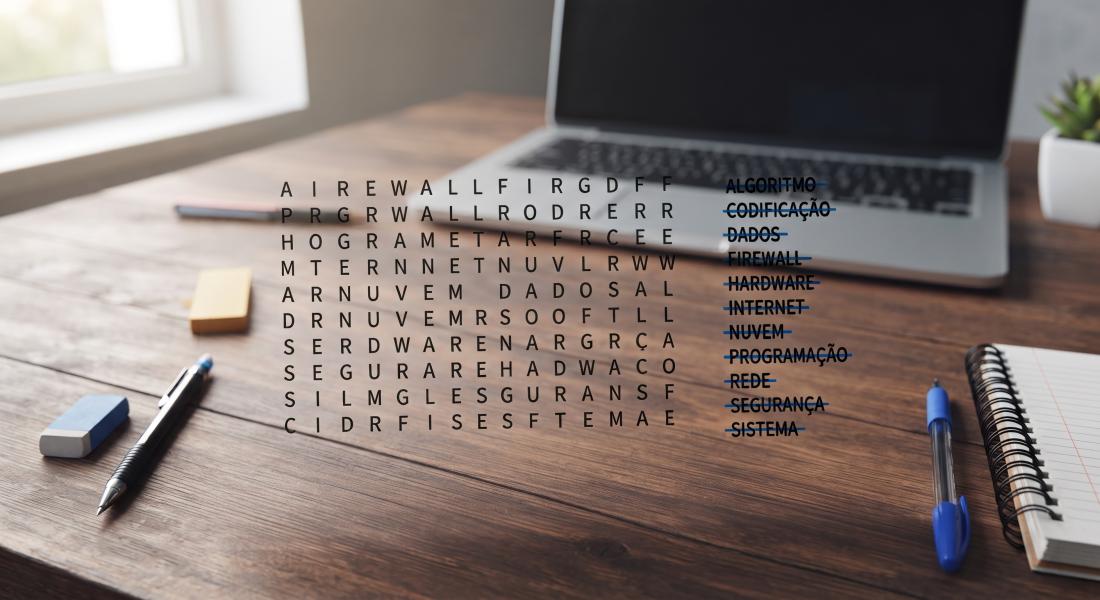 A I R E W A L L F I R G D F F
P R G R W A L L R O D R E R R
H O G R A M E T A R F R C E E
M T E R N N E T N U V L R W W
A R N U V E M D A D O S A L
D R N U V E M R S O O F T L L
S E R D W A R E N A R G R Ç A
S E G U R A R E H A D W A C O
S I L M G L E S G U R A N S F
C I D R F I S E S F T E M A E
ALGORITMO
CODIFICAÇÃO
DADOS
FIREWALL
HARDWARE
INTERNET
NUVEM
PROGRAMAÇÃO
REDE
SEGURANÇA
SISTEMA